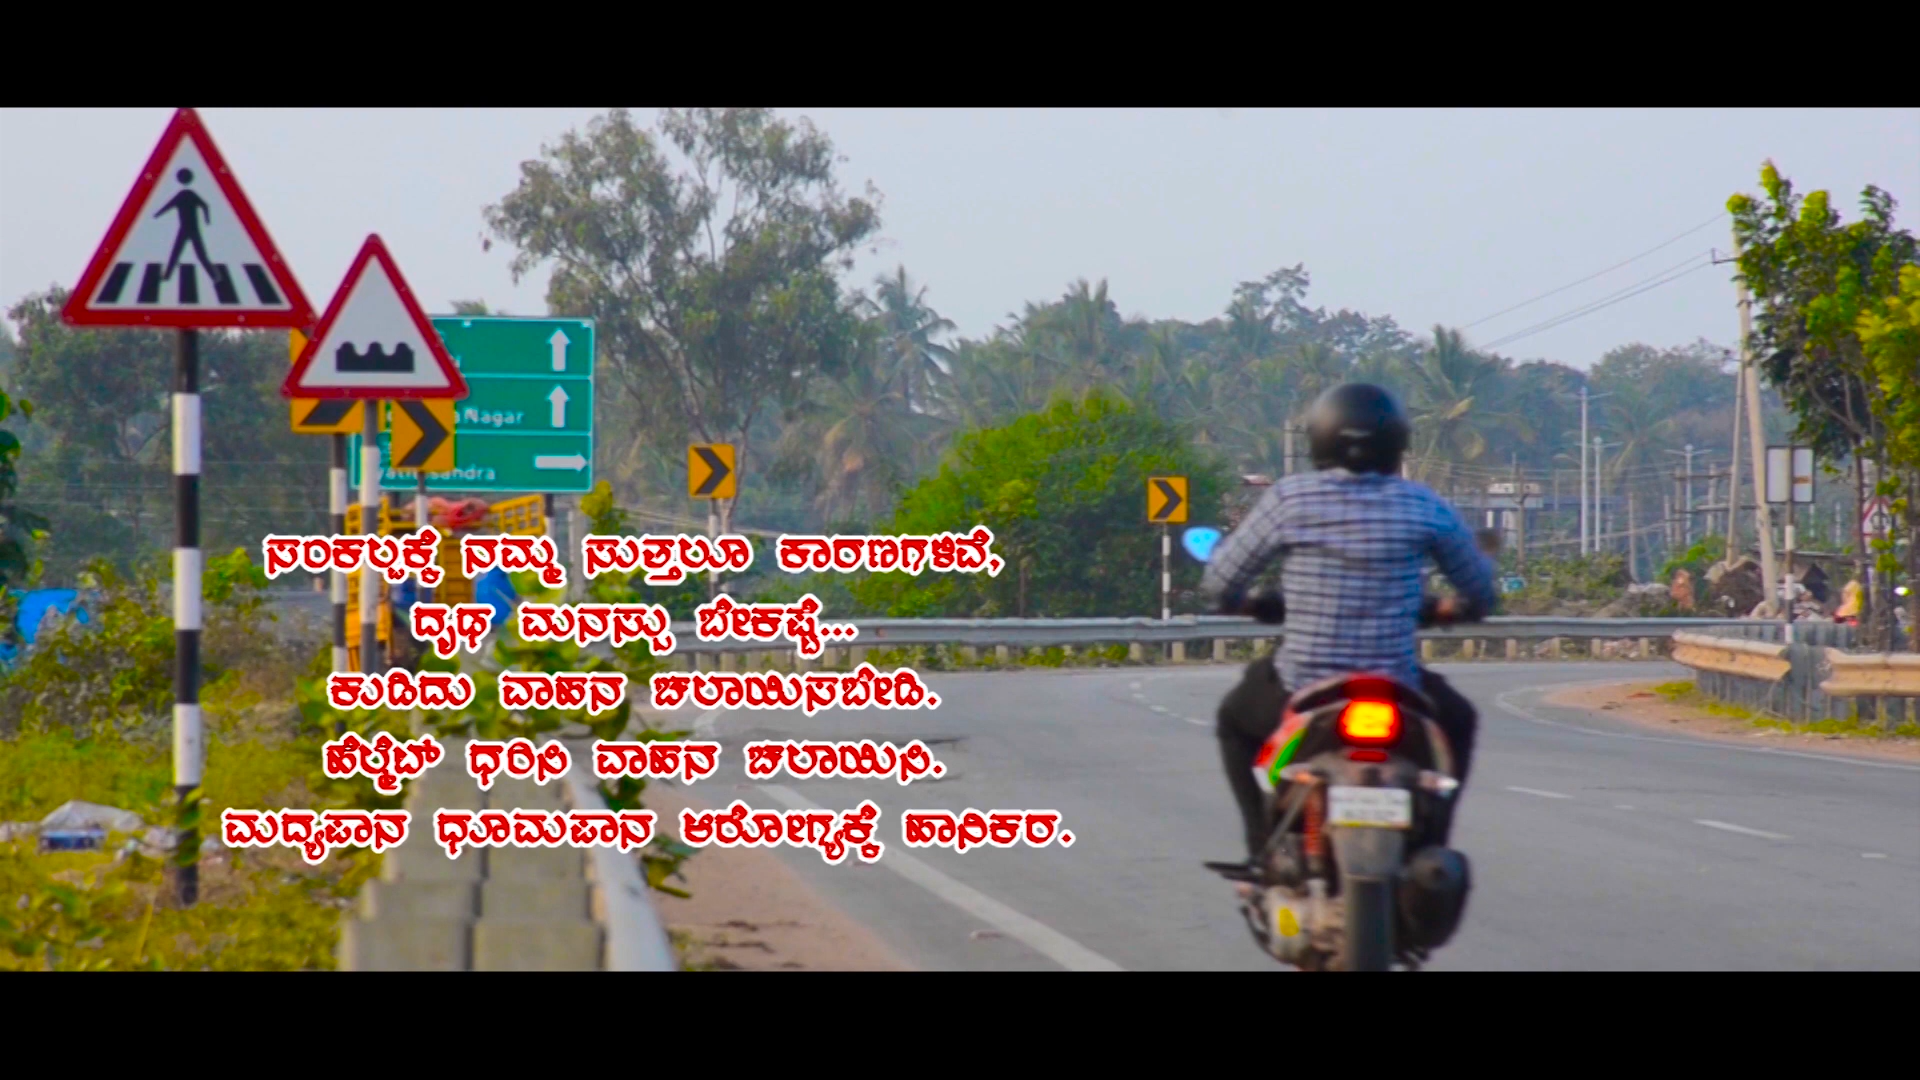 Nagar
ಸಂಕಲ್ಪಕ್ಕೆ ನಮ್ಮ ಸುತ್ತಲೂ ಕಾರಣಗಳಿವೆ,
ದೃಢ ಮನಸ್ಸು ಬೇಕಷ್ಟೆ...
ಕುಡಿದು ವಾಹನ ಚಲಾಯಿಸಬೇಡಿ.
ಹೆಲ್ಮೆಟ್ ಧರಿಸಿ ವಾಹನ ಚಲಾಯಿಸಿ.
ಮದ್ಯಪಾನ ಧೂಮಪಾನ ಆರೋಗ್ಯಕ್ಕೆ ಹಾನಿಕರ.